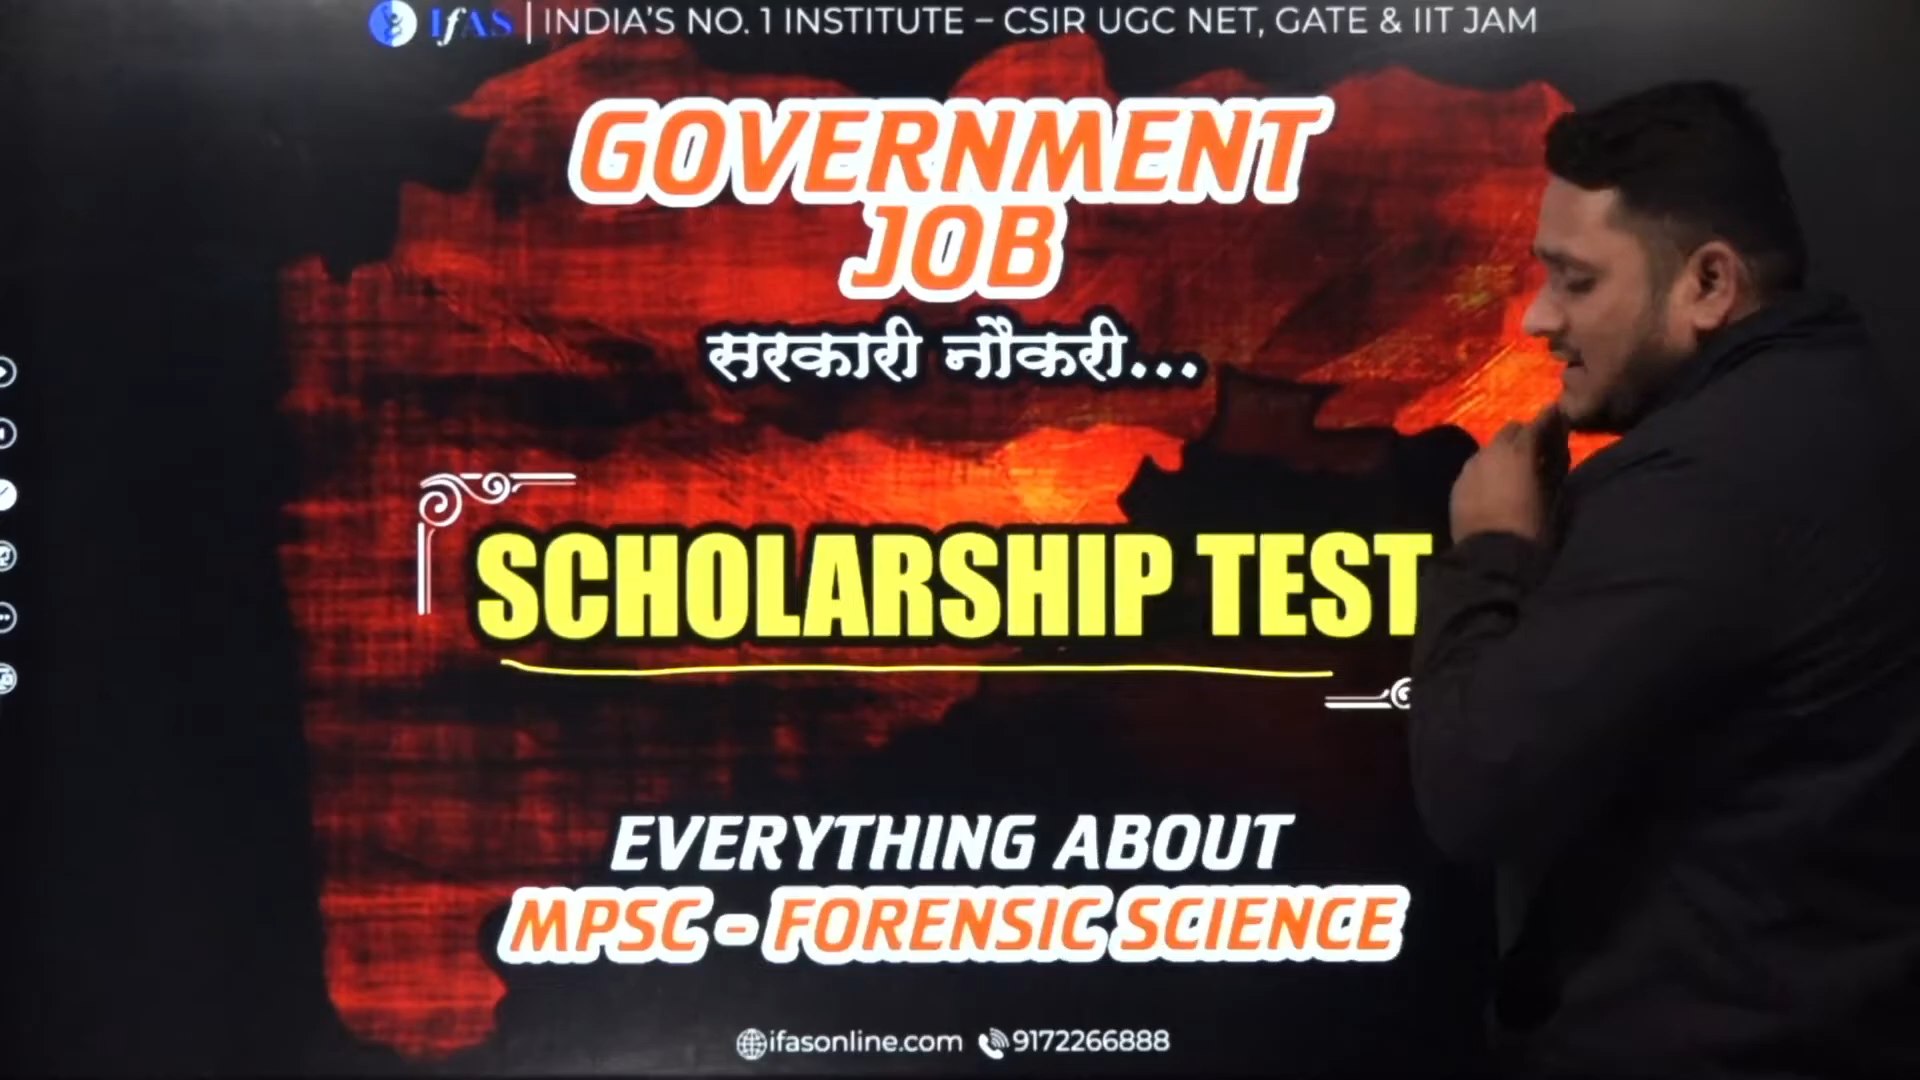 IfAS | INDIA'S NO. 1 INSTITUTE – CSIR UGC NET, GATE & IIT JAM
GOVERNMENT
JOB
सरकारी नौकरी...
SCHOLARSHIP TEST
EVERYTHING ABOUT
MPSC - FORENSIC SCIENCE
ifasonline.com 9172266888